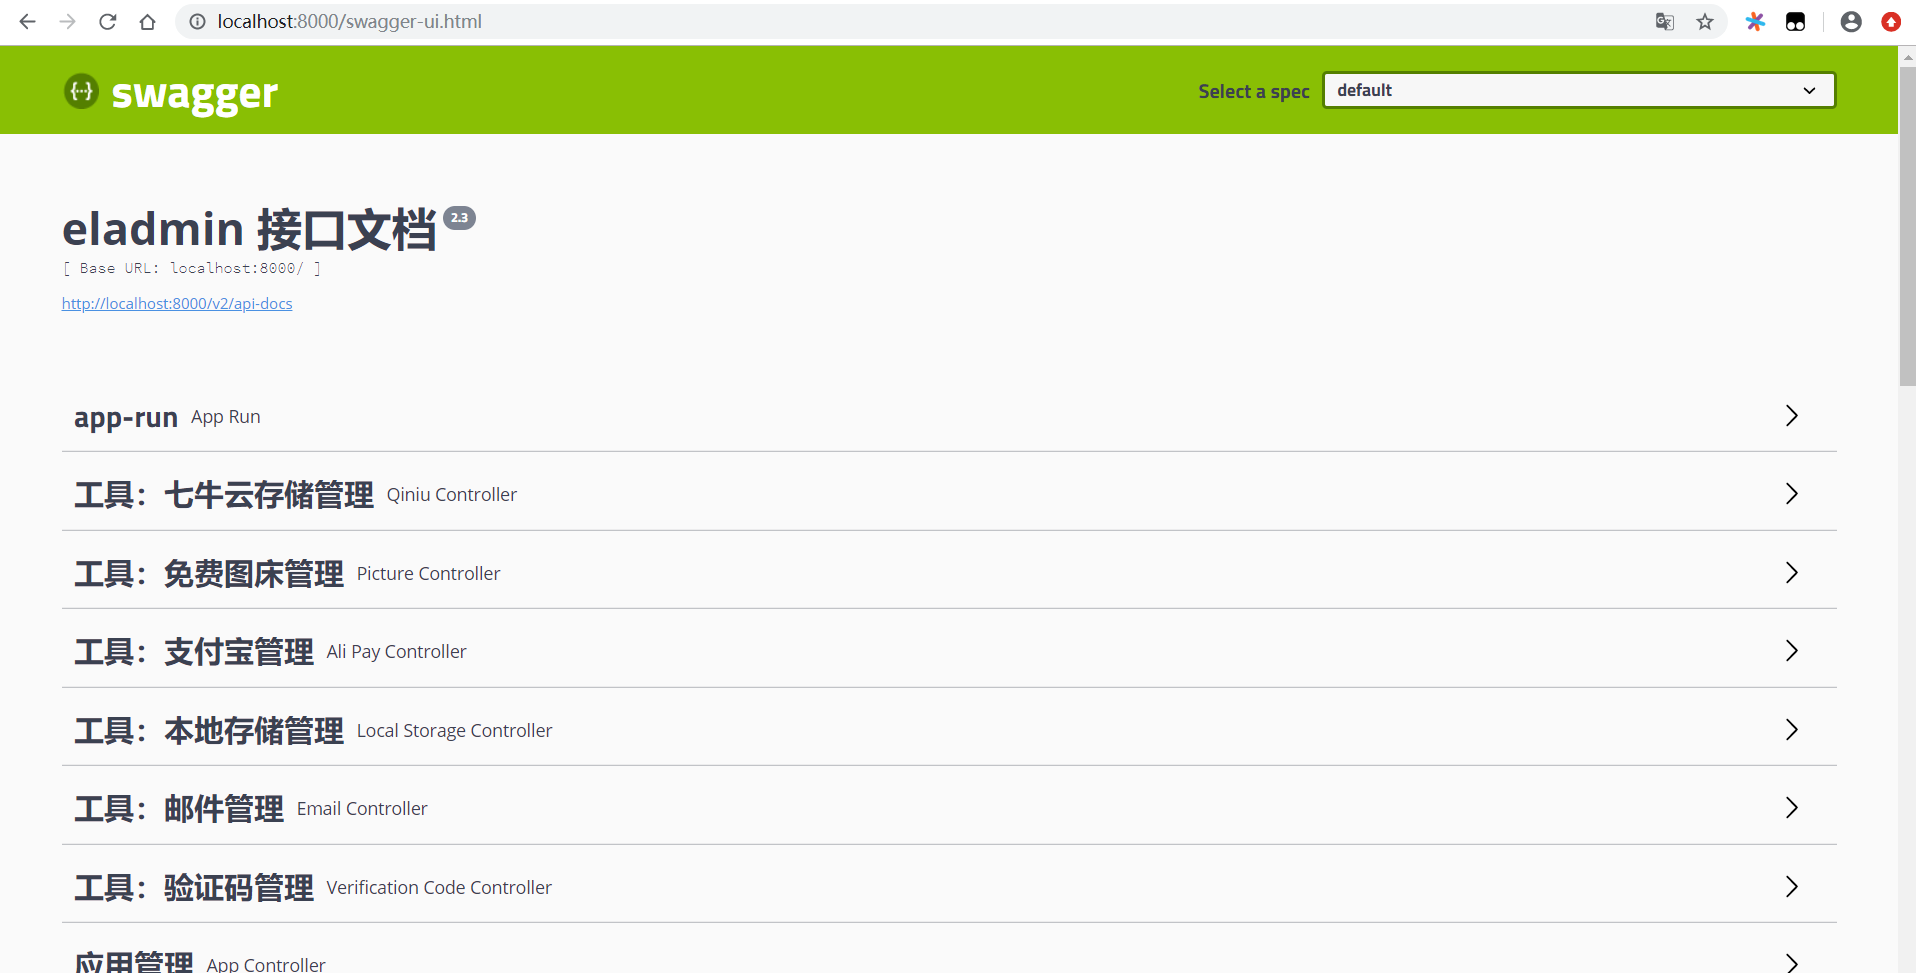 localhost:8000/swagger-ui.html
swagger
Select a spec
default
eladmin 接口文档 2.3
[ Base URL: localhost:8000/ ]
http://localhost:8000/v2/api-docs
app-run App Run
工具：七牛云存储管理 Qiniu Controller
工具：免费图床管理 Picture Controller
工具：支付宝管理 Ali Pay Controller
工具：本地存储管理 Local Storage Controller
工具：邮件管理 Email Controller
工具：验证码管理 Verification Code Controller
应用管理 App Controller